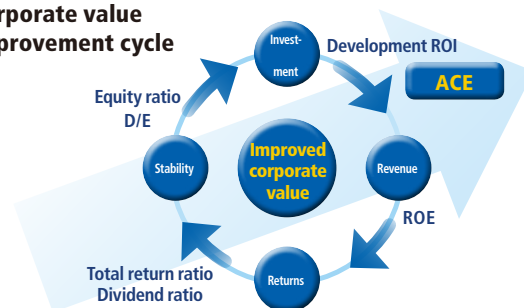 rporate value
provement cycle
Invest-
ment
Development ROI
ACE
Equity ratio
D/E
Stability
Improved
corporate
value
Revenue
ROE
Total return ratio
Dividend ratio
Returns